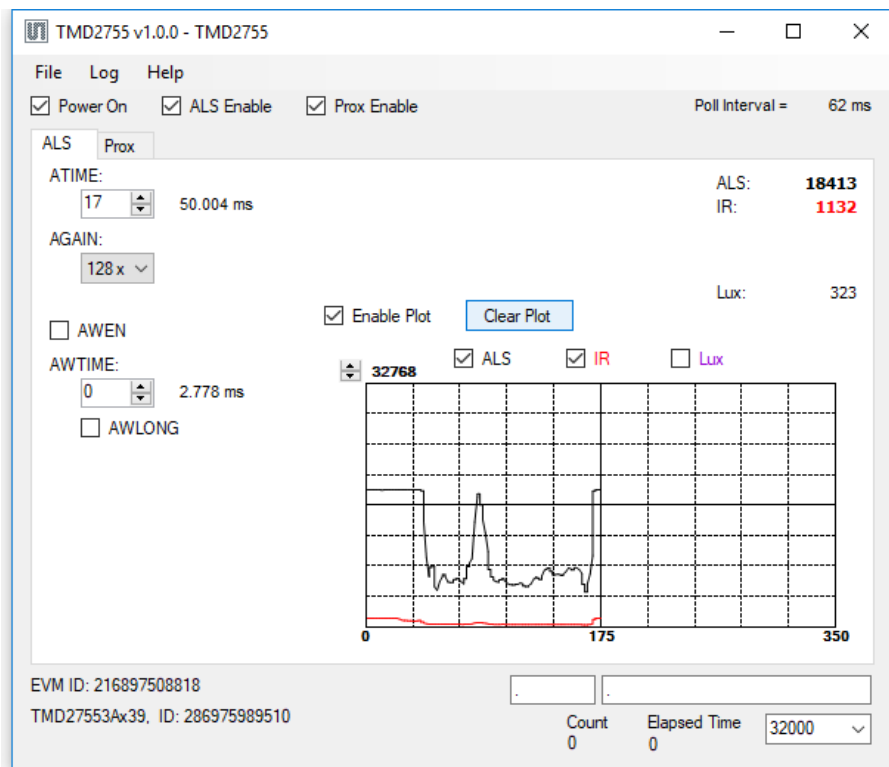 TMD2755 v1.0.0 - TMD2755
File Log Help
Power On ALS Enable Prox Enable Poll Interval = 62 ms
ALS Prox
ATIME:
17 50.004 ms
ALS: 18413
IR: 1132
AGAIN:
128 x
Lux: 323
Enable Plot Clear Plot
AWEN
ALS IR Lux
AWTIME:
0 2.778 ms
32768
AWLONG
0 175 350
EVM ID: 216897508818
. .
TMD27553Ax39, ID: 286975989510
Count Elapsed Time 32000
0 0